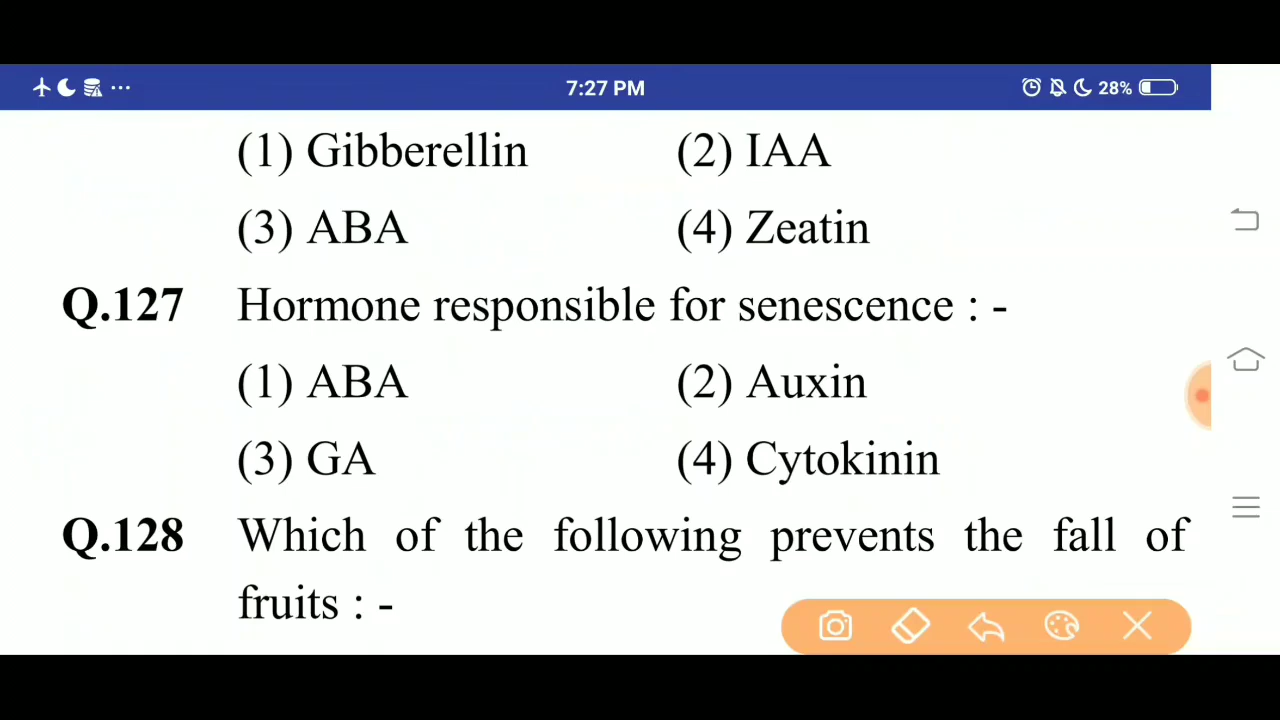 7:27 PM 28%
(1) Gibberellin (2) IAA
(3) ABA (4) Zeatin
Q.127 Hormone responsible for senescence : -
(1) ABA (2) Auxin
(3) GA (4) Cytokinin
Q.128 Which of the following prevents the fall of
fruits : -